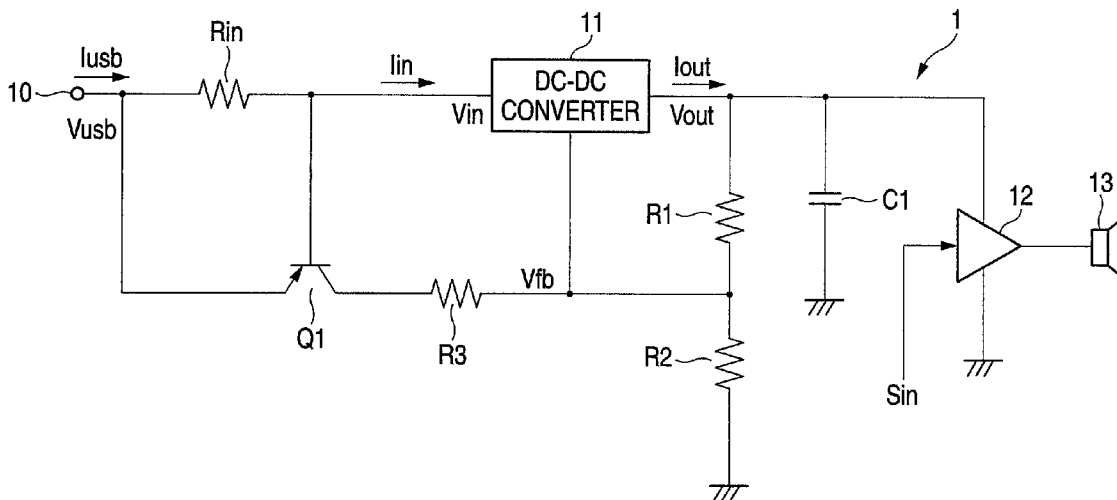 1
11
Rin
Iusb
Iin
Iout
10
DC-DC
CONVERTER
Vusb
Vin
Vout
R1
C1
12
13
Vfb
Q1
R3
R2
Sin